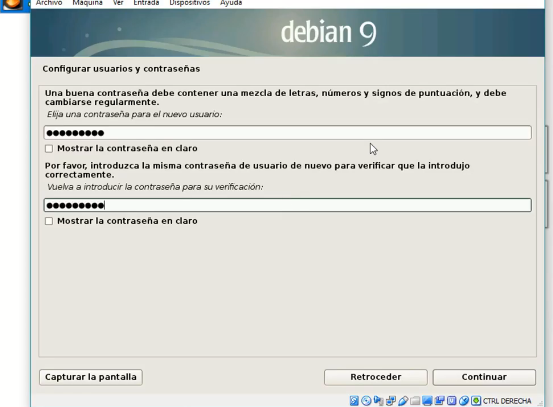 Archivo Máquina Ver Entrada Dispositivos Ayuda
debian 9
Configurar usuarios y contraseñas
Una buena contraseña debe contener una mezcla de letras, números y signos de puntuación, y debe
cambiarse regularmente.
Elija una contraseña para el nuevo usuario:
●●●●●●●●●
Mostrar la contraseña en claro
Por favor, introduzca la misma contraseña de usuario de nuevo para verificar que la introdujo
correctamente.
Vuelva a introducir la contraseña para su verificación:
●●●●●●●●●
Mostrar la contraseña en claro
Capturar la pantalla
Retroceder
Continuar
CTRL DERECHA